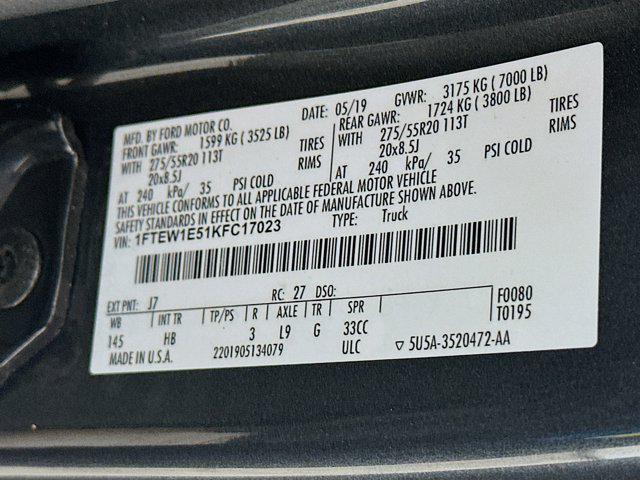 MFD. BY FORD MOTOR CO. DATE: 05/19 GVWR: 3175 KG ( 7000 LB)
FRONT GAWR: 1599 KG ( 3525 LB) REAR GAWR: 1724 KG ( 3800 LB)
WITH 275/55R20 113T TIRES WITH 275/55R20 113T TIRES
20x8.5J RIMS 20x8.5J RIMS
AT 240 kPa/ 35 PSI COLD AT 240 kPa/ 35 PSI COLD
THIS VEHICLE CONFORMS TO ALL APPLICABLE FEDERAL MOTOR VEHICLE
SAFETY STANDARDS IN EFFECT ON THE DATE OF MANUFACTURE SHOWN ABOVE.
VIN: 1FTEW1E51KFC17023 TYPE: Truck
EXT PNT: J7 RC: 27 DSO: F0080
WB INT TR TP/PS R AXLE TR SPR T0195
145 HB 3 L9 G 33CC
MADE IN U.S.A. 2201905134079 ULC ▽ 5U5A-3520472-AA